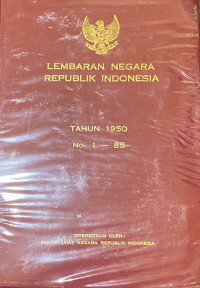 LEMBARAN NEGARA
REPUBLIK INDONESIA
TAHUN 1950
No. 1 — 85
DITERBITKAN OLEH:
SEKRETARIAT NEGARA REPUBLIK INDONESIA